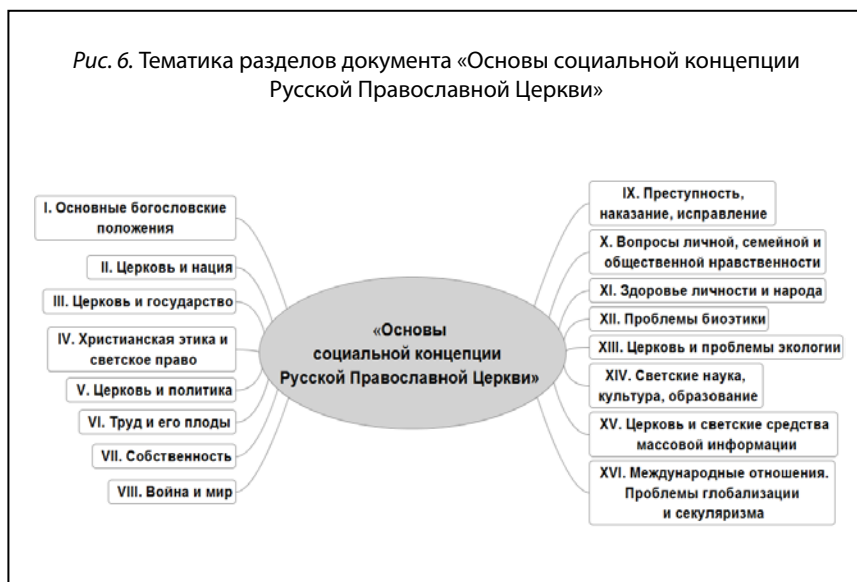 Рис. 6. Тематика разделов документа «Основы социальной концепции
Русской Православной Церкви»
I. Основные богословские
положения
II. Церковь и нация
III. Церковь и государство
IV. Христианская этика и
светское право
V. Церковь и политика
VI. Труд и его плоды
VII. Собственность
VIII. Война и мир
«Основы
социальной концепции
Русской Православной Церкви»
IX. Преступность,
наказание, исправление
X. Вопросы личной, семейной и
общественной нравственности
XI. Здоровье личности и народа
XII. Проблемы биоэтики
XIII. Церковь и проблемы экологии
XIV. Светские наука,
культура, образование
XV. Церковь и светские средства
массовой информации
XVI. Международные отношения.
Проблемы глобализации
и секуляризма